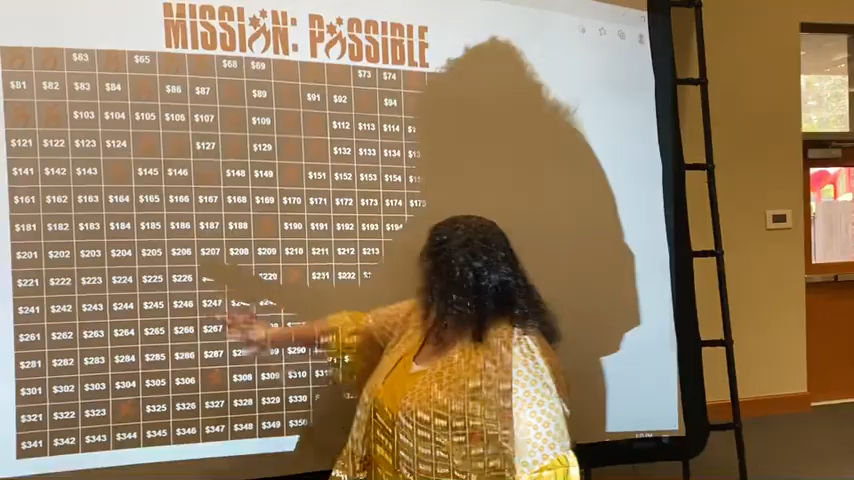 MISSION: POSSIBLE
$63 $65 $68 $69 $73 $74
$81 $82 $83 $84 $86 $87 $89 $91 $92 $94
$103 $104 $105 $106 $107 $109 $112 $113 $114
$121 $122 $123 $124 $127 $129 $132 $133 $134
$141 $142 $143 $145 $146 $148 $149 $151 $152 $153 $154
$161 $162 $163 $164 $165 $166 $167 $168 $169 $170 $171 $172 $173 $174 $175
$181 $182 $183 $184 $185 $186 $187 $188 $190 $191 $192 $193
$201 $202 $203 $204 $205 $206 $207 $208 $209 $210 $211 $212 $213
$221 $222 $223 $224 $225 $226 $229 $231 $232
$241 $242 $243 $244 $245 $246 $247
$261 $262 $263 $264 $265 $266 $267
$281 $282 $283 $284 $285 $286 $287 $290
$301 $302 $303 $304 $305 $306 $308 $309 $310
$321 $322 $323 $325 $326 $327 $328 $329 $330
$341 $342 $343 $344 $345 $346 $347 $348 $349 $350